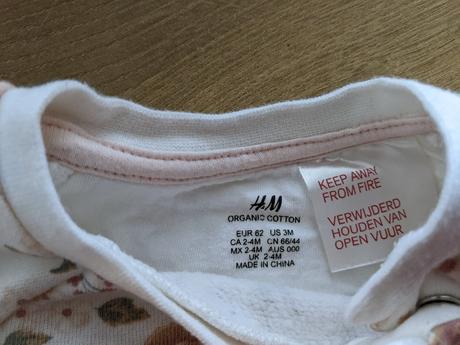 H&M
ORGANIC COTTON
EUR 62 US 3M
CA 2-4M CN 66/44
MX 2-4M AUS 000
UK 2-4M
MADE IN CHINA
KEEP AWAY
FROM FIRE
VERWIJDERD
HOUDEN VAN
OPEN VUUR